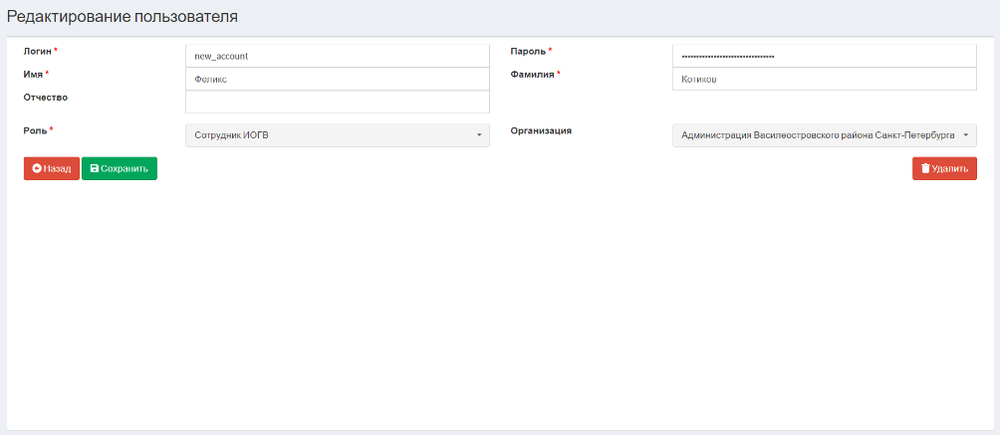 Редактирование пользователя
Логин * new_account Пароль * ••••••••••••••••••••••••••••••••
Имя * Феликс Фамилия * Котиков
Отчество
Роль * Сотрудник ИОГВ Организация Администрация Василеостровского района Санкт-Петербурга
Назад Сохранить Удалить